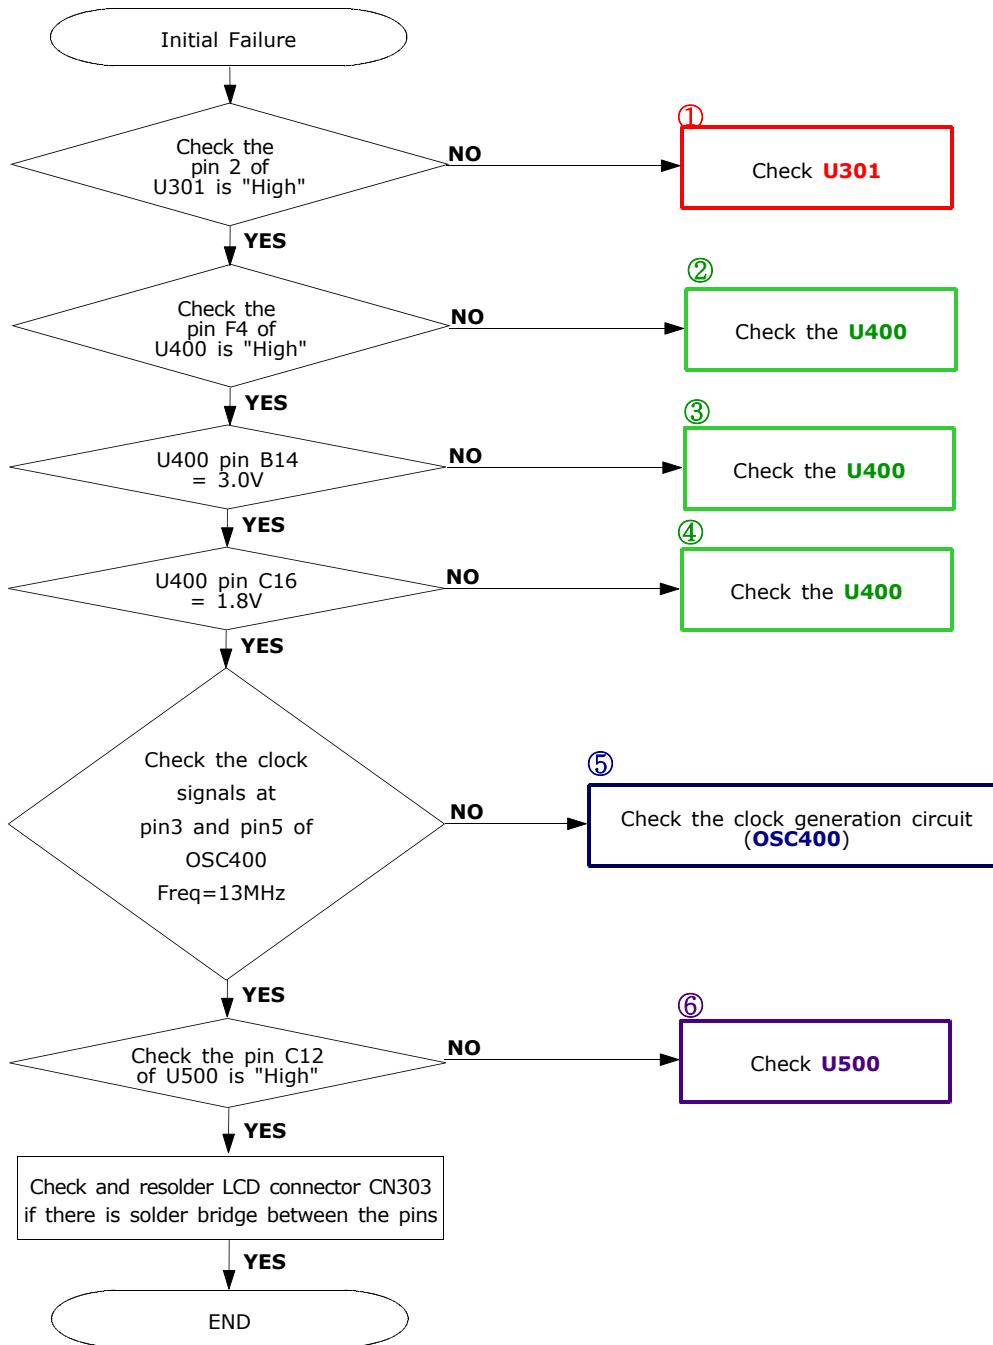 Initial Failure
①
Check the
pin 2 of
U301 is "High"
NO
Check U301
YES
②
Check the
pin F4 of
U400 is "High"
NO
Check the U400
YES
③
U400 pin B14
= 3.0V
NO
Check the U400
YES
④
U400 pin C16
= 1.8V
NO
Check the U400
YES
⑤
Check the clock
signals at
pin3 and pin5 of
OSC400
Freq=13MHz
NO
Check the clock generation circuit
(OSC400)
YES
⑥
Check the pin C12
of U500 is "High"
NO
Check U500
YES
Check and resolder LCD connector CN303
if there is solder bridge between the pins
YES
END